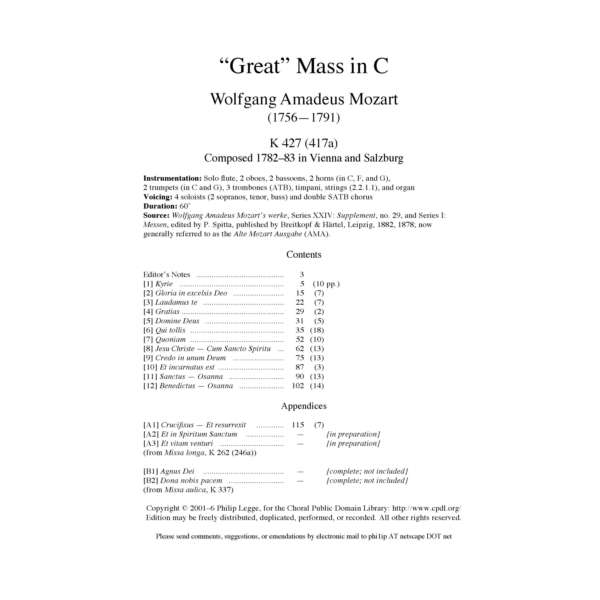 “Great” Mass in C
Wolfgang Amadeus Mozart
(1756—1791)
K 427 (417a)
Composed 1782–83 in Vienna and Salzburg
Instrumentation: Solo flute, 2 oboes, 2 bassoons, 2 horns (in C, F, and G),
2 trumpets (in C and G), 3 trombones (ATB), timpani, strings (2.2.1.1), and organ
Voicing: 4 soloists (2 sopranos, tenor, bass) and double SATB chorus
Duration: 60'
Source: Wolfgang Amadeus Mozart's werke, Series XXIV: Supplement, no. 29, and Series I:
Messen, edited by P. Spitta, published by Breitkopf & Härtel, Leipzig, 1882, 1878, now
generally referred to as the Alte Mozart Ausgabe (AMA).
Contents
Editor's Notes .......... 3
[1] Kyrie .......... 5 (10 pp.)
[2] Gloria in excelsis Deo .......... 15 (7)
[3] Laudamus te .......... 22 (7)
[4] Gratias .......... 29 (2)
[5] Domine Deus .......... 31 (5)
[6] Qui tollis .......... 35 (18)
[7] Quoniam .......... 52 (10)
[8] Jesu Christe — Cum Sancto Spiritu ... 62 (13)
[9] Credo in unum Deum .......... 75 (13)
[10] Et incarnatus est .......... 87 (3)
[11] Sanctus — Osanna .......... 90 (13)
[12] Benedictus — Osanna .......... 102 (14)
Appendices
[A1] Crucifixus — Et resurrexit .......... 115 (7)
[A2] Et in Spiritum Sanctum .......... — [in preparation]
[A3] Et vitam venturi .......... — [in preparation]
(from Missa longa, K 262 (246a))
[B1] Agnus Dei .......... — [complete; not included]
[B2] Dona nobis pacem .......... — [complete; not included]
(from Missa aulica, K 337)
Copyright © 2001–6 Philip Legge, for the Choral Public Domain Library: http://www.cpdl.org/
Edition may be freely distributed, duplicated, performed, or recorded. All other rights reserved.
Please send comments, suggestions, or emendations by electronic mail to phi1ip AT netscape DOT net